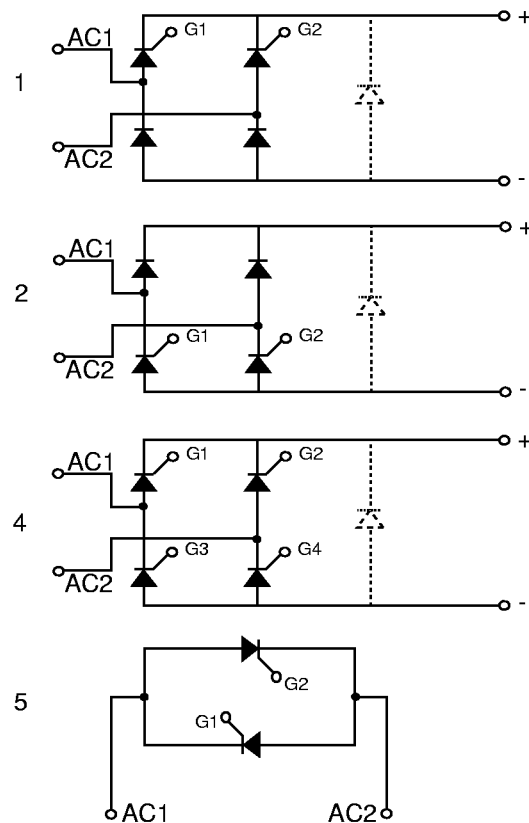 G1 G2 +
AC1
1
AC2 -
+
AC1
2
G1 G2
AC2 -
G1 G2 +
AC1
4
G3 G4
AC2 -
5
G2
G1
AC1 AC2